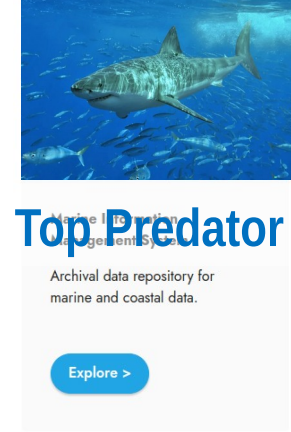 Top Predator
Marine Information
Management System
Archival data repository for
marine and coastal data.
Explore >